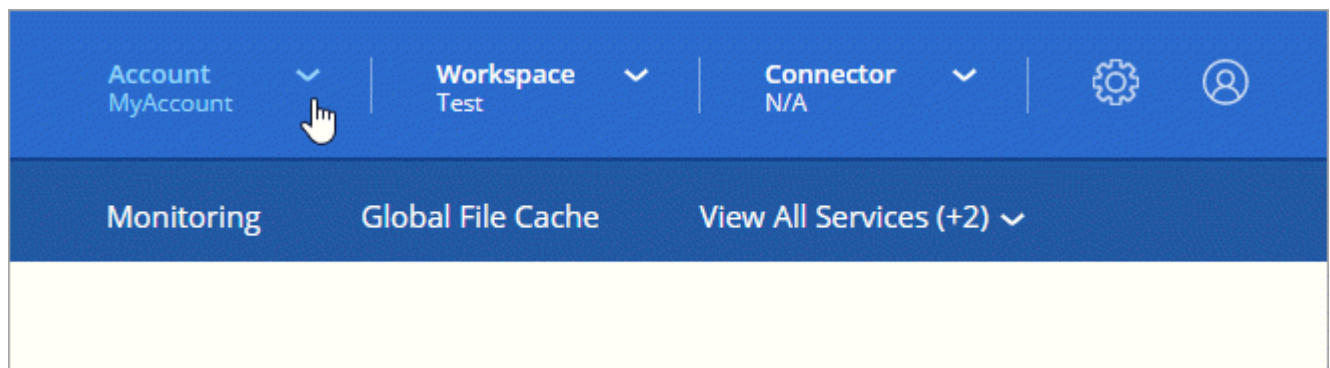 Account
MyAccount
Workspace
Test
Connector
N/A
Monitoring
Global File Cache
View All Services (+2)